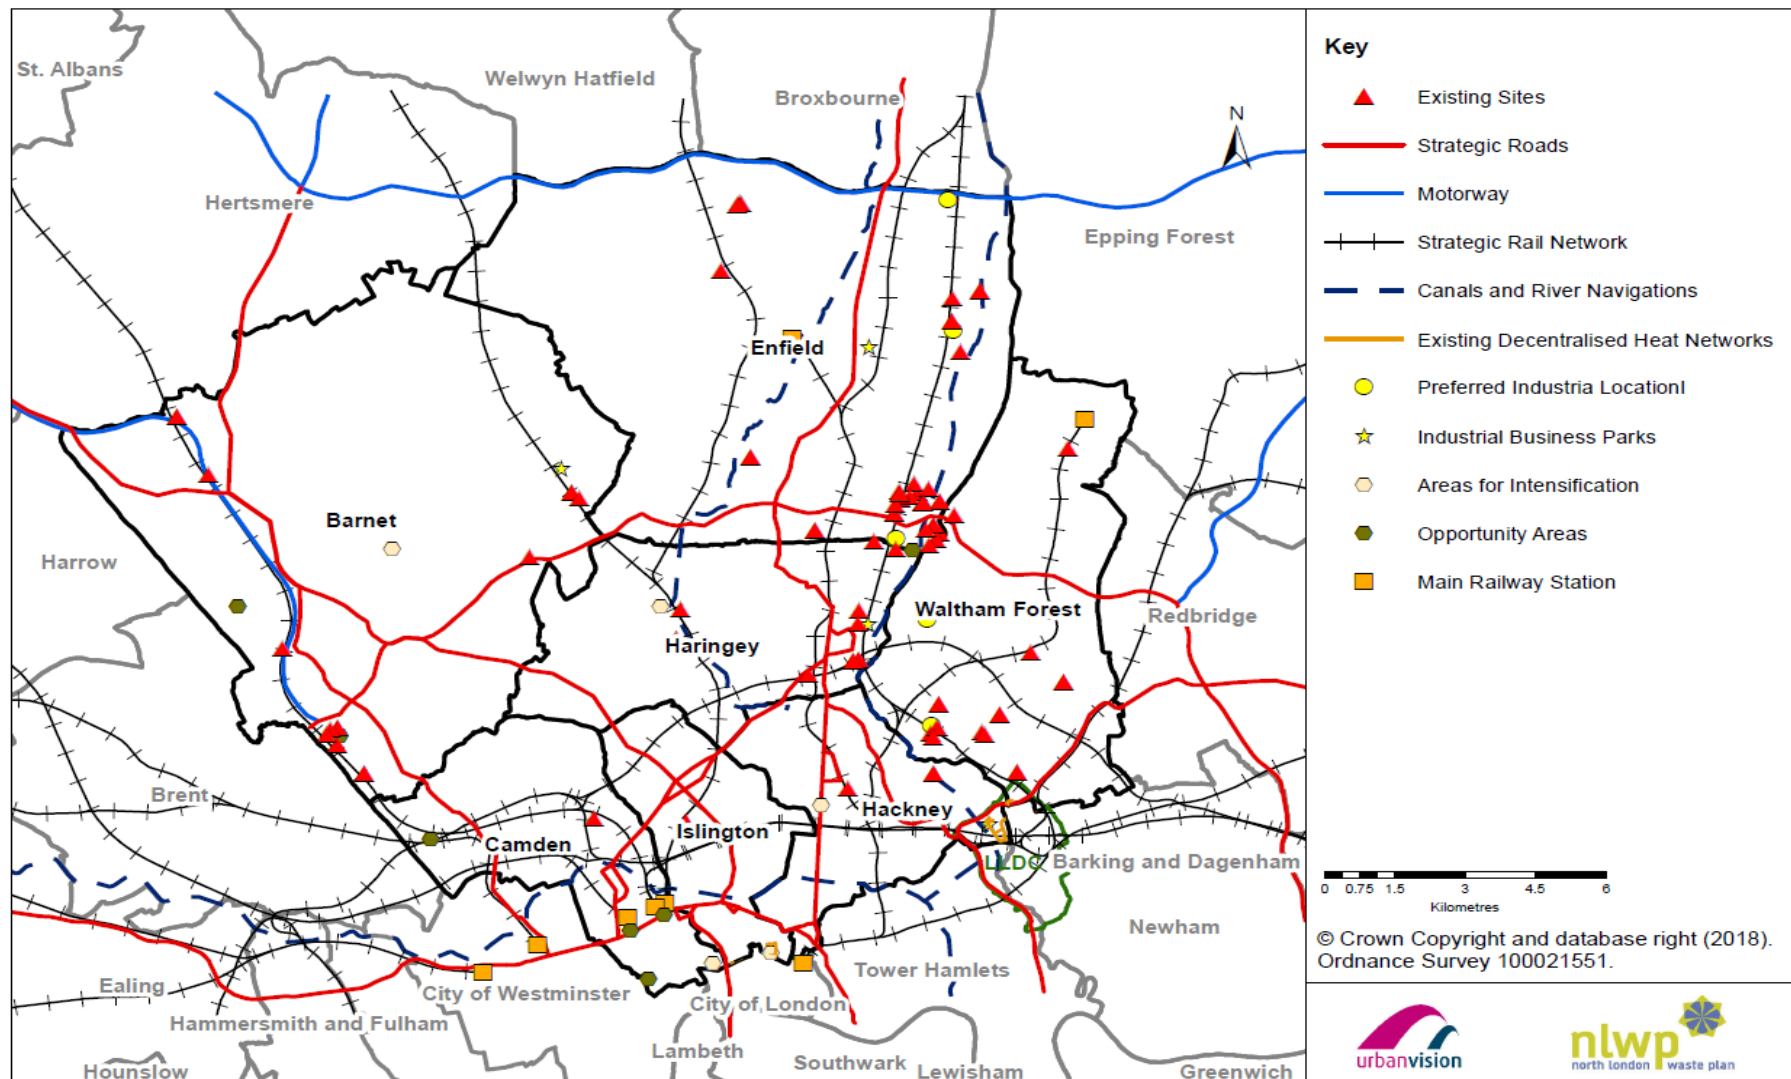 St. Albans
Welwyn Hatfield
Broxbourne
N
Hertsmere
Epping Forest
Enfield
Barnet
Harrow
Waltham Forest
Redbridge
Haringey
Brent
Hackney
Islington
Camden
LLDC
Barking and Dagenham
Newham
Tower Hamlets
Ealing
City of Westminster
City of London
Hammersmith and Fulham
Lambeth
Southwark
Hounslow
Lewisham
Greenwich
Key
Existing Sites
Strategic Roads
Motorway
Strategic Rail Network
Canals and River Navigations
Existing Decentralised Heat Networks
Preferred Industria Locationl
Industrial Business Parks
Areas for Intensification
Opportunity Areas
Main Railway Station
0 0.75 1.5 3 4.5 6
Kilometres
© Crown Copyright and database right (2018).
Ordnance Survey 100021551.
urbanvision
nlwp
north london waste plan